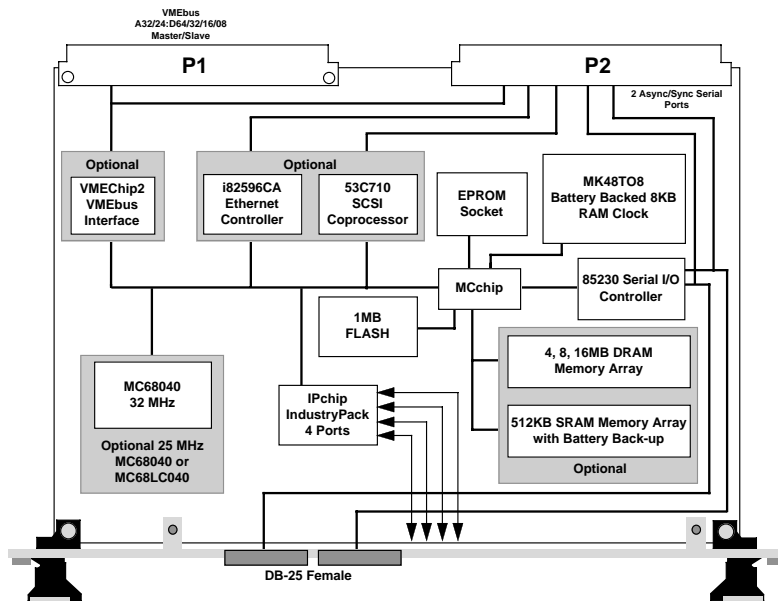 VMEbus
A32/24:D64/32/16/08
Master/Slave
P1
P2
2 Async/Sync Serial
Ports
Optional
VMEChip2
VMEbus
Interface
Optional
i82596CA
Ethernet
Controller
53C710
SCSI
Coprocessor
EPROM
Socket
MK48TO8
Battery Backed 8KB
RAM Clock
MCchip
85230 Serial I/O
Controller
1MB
FLASH
4, 8, 16MB DRAM
Memory Array
512KB SRAM Memory Array
with Battery Back-up
Optional
MC68040
32 MHz
Optional 25 MHz
MC68040 or
MC68LC040
IPchip
IndustryPack
4 Ports
DB-25 Female